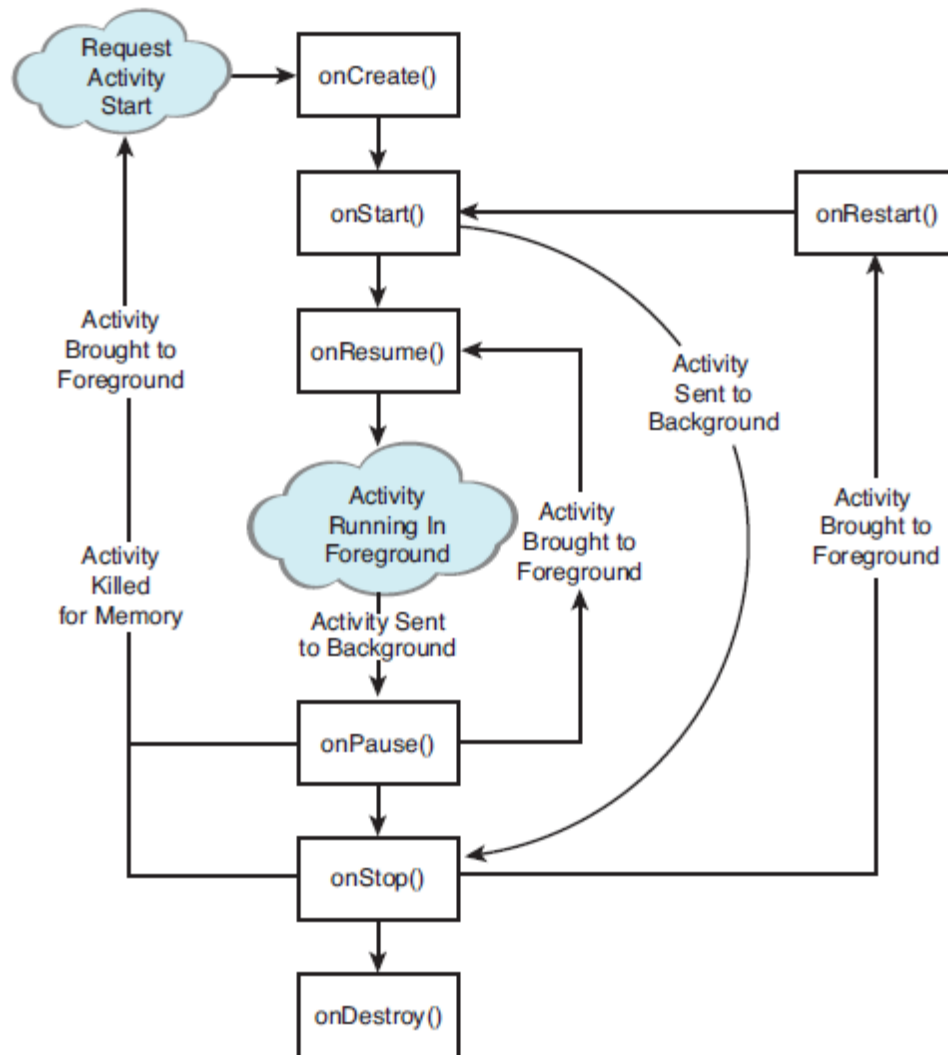 Request
Activity
Start
onCreate()
onStart()
onRestart()
onResume()
Activity
Brought to
Foreground
Activity
Sent to
Background
Activity
Running In
Foreground
Activity
Brought to
Foreground
Activity
Brought to
Foreground
Activity
Killed
for Memory
Activity Sent
to Background
onPause()
onStop()
onDestroy()